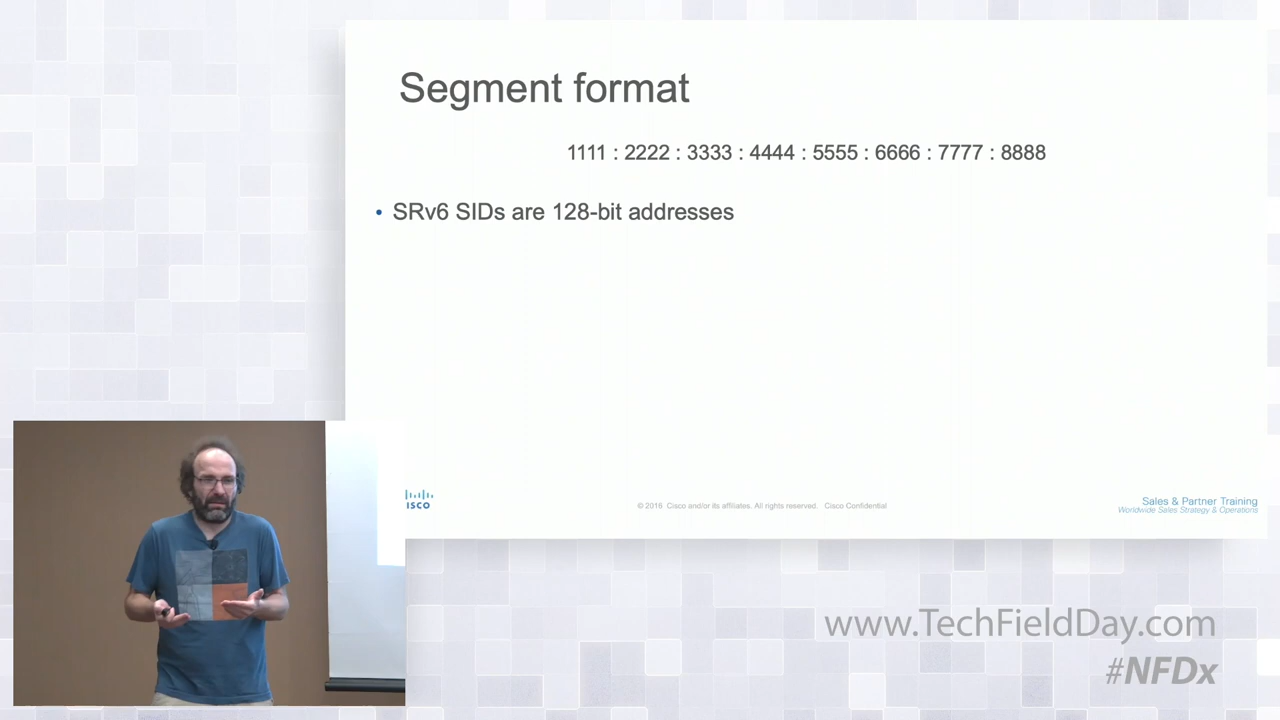 Segment format
1111 : 2222 : 3333 : 4444 : 5555 : 6666 : 7777 : 8888
• SRv6 SIDs are 128-bit addresses
ISCO
© 2016 Cisco and/or its affiliates. All rights reserved. Cisco Confidential
Sales & Partner Training
Worldwide Sales Strategy & Operations
www.TechFieldDay.com
#NFDx